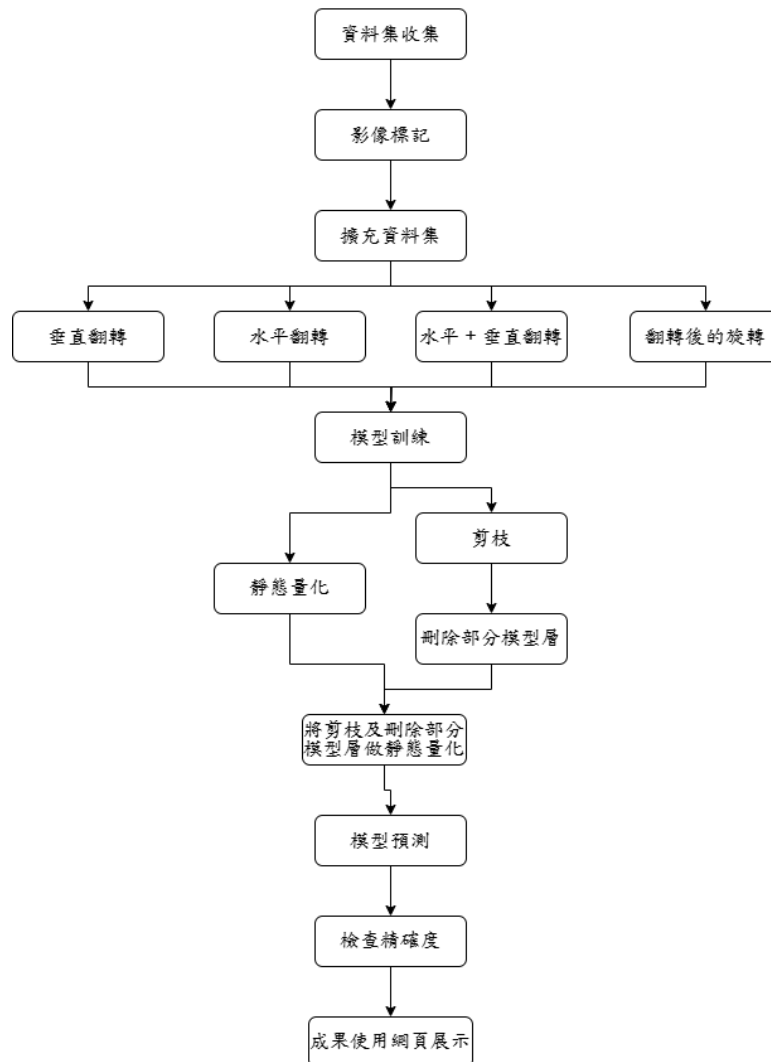 資料集收集
影像標記
擴充資料集
垂直翻轉
水平翻轉
水平 + 垂直翻轉
翻轉後的旋轉
模型訓練
剪枝
靜態量化
刪除部分模型層
將剪枝及刪除部分
模型層做靜態量化
模型預測
檢查精確度
成果使用網頁展示